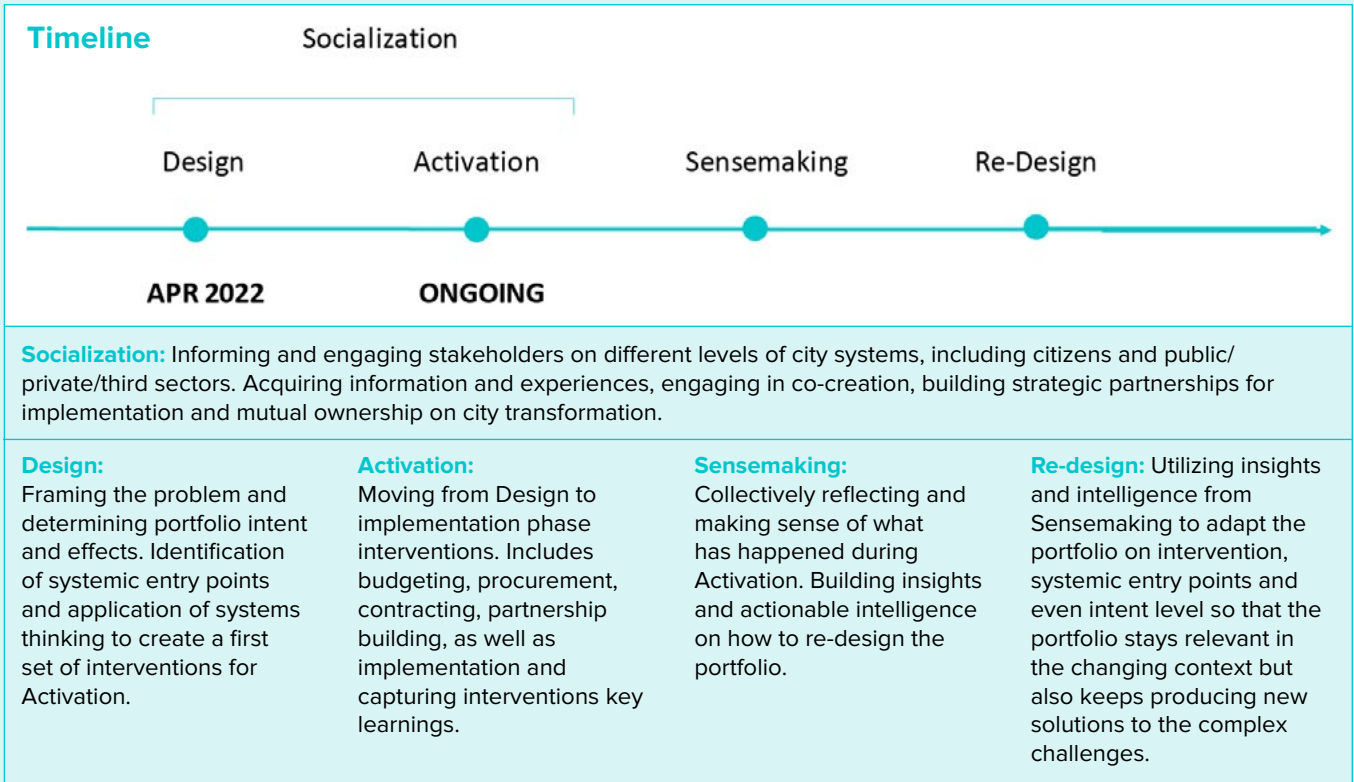 Timeline
Socialization
Design
Activation
Sensemaking
Re-Design
APR 2022
ONGOING
Socialization: Informing and engaging stakeholders on different levels of city systems, including citizens and public/
private/third sectors. Acquiring information and experiences, engaging in co-creation, building strategic partnerships for
implementation and mutual ownership on city transformation.
Design:
Framing the problem and
determining portfolio intent
and effects. Identification
of systemic entry points
and application of systems
thinking to create a first
set of interventions for
Activation.
Activation:
Moving from Design to
implementation phase
interventions. Includes
budgeting, procurement,
contracting, partnership
building, as well as
implementation and
capturing interventions key
learnings.
Sensemaking:
Collectively reflecting and
making sense of what
has happened during
Activation. Building insights
and actionable intelligence
on how to re-design the
portfolio.
Re-design: Utilizing insights
and intelligence from
Sensemaking to adapt the
portfolio on intervention,
systemic entry points and
even intent level so that the
portfolio stays relevant in
the changing context but
also keeps producing new
solutions to the complex
challenges.